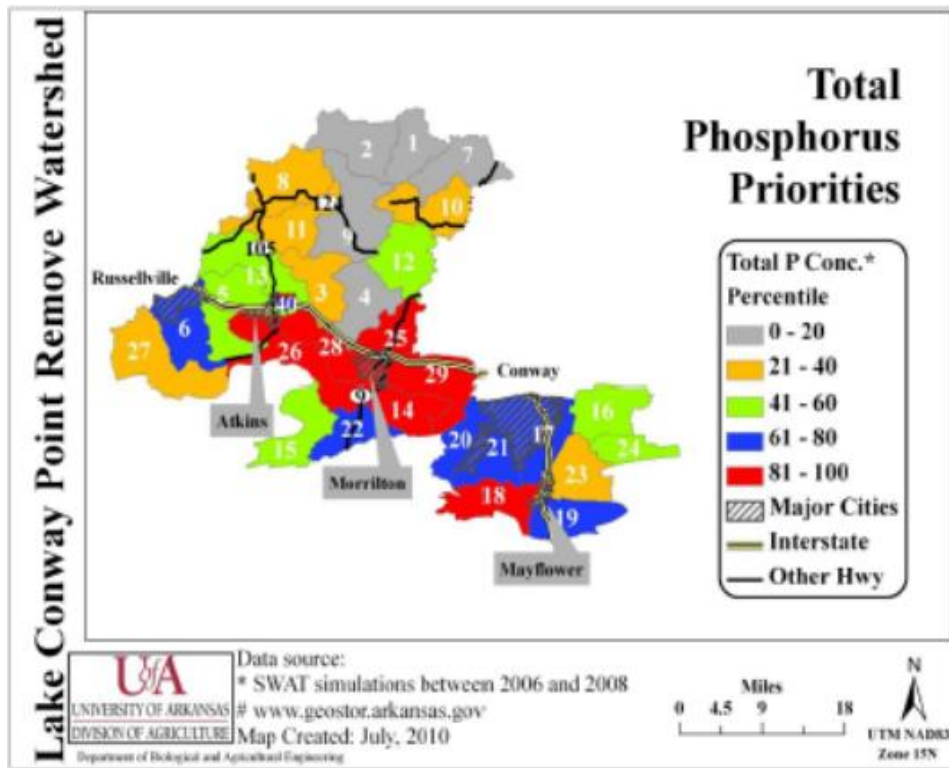 Lake Conway Point Remove Watershed
Total
Phosphorus
Priorities
1
2
7
8
10
124
11
9
105
12
13
Russellville
5
40
3
4
6
25
27
26
28
29
Conway
9
14
16
Atkins
22
15
20
21
17
24
23
Morrilton
18
19
Mayflower
Total P Conc.*
Percentile
0 - 20
21 - 40
41 - 60
61 - 80
81 - 100
Major Cities
Interstate
Other Hwy
UofA
UNIVERSITY OF ARKANSAS
DIVISION OF AGRICULTURE
Department of Biological and Agricultural Engineering
Data source:
* SWAT simulations between 2006 and 2008
# www.geostor.arkansas.gov
Map Created: July, 2010
Miles
0 4.5 9 18
N
UTM NAD83
Zone 15N